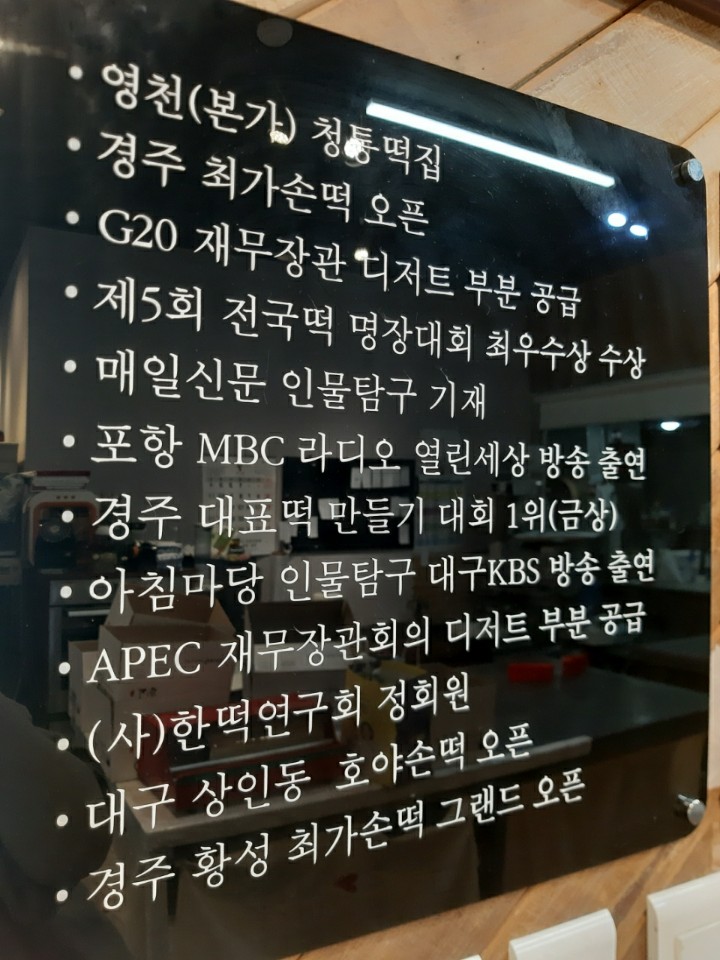 • 영천(본가) 청통떡집
• 경주 최가손떡 오픈
• G20 재무장관 디저트 부분 공급
• 제5회 전국떡 명장대회 최우수상 수상
• 매일신문 인물탐구 기재
• 포항 MBC 라디오 열린세상 방송 출연
• 경주 대표떡 만들기 대회 1위(금상)
• 아침마당 인물탐구 대구KBS 방송 출연
• APEC 재무장관회의 디저트 부분 공급
• (사)한떡연구회 정회원
• 대구 상인동 호야손떡 오픈
• 경주 황성 최가손떡 그랜드 오픈